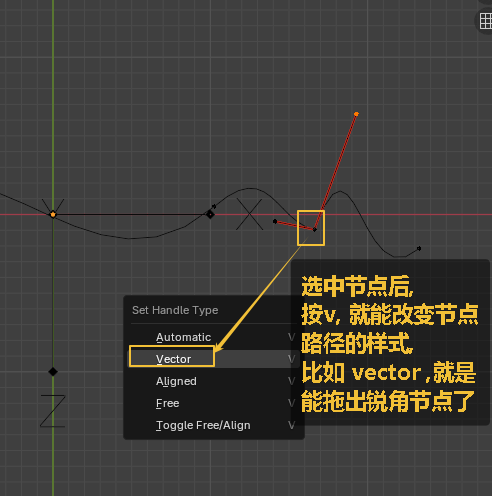 Set Handle Type
Automatic V
Vector V
Aligned V
Free V
Toggle Free/Align V
选中节点后,
按v, 就能改变节点
路径的样式,
比如 vector ,就是
能拖出锐角节点了